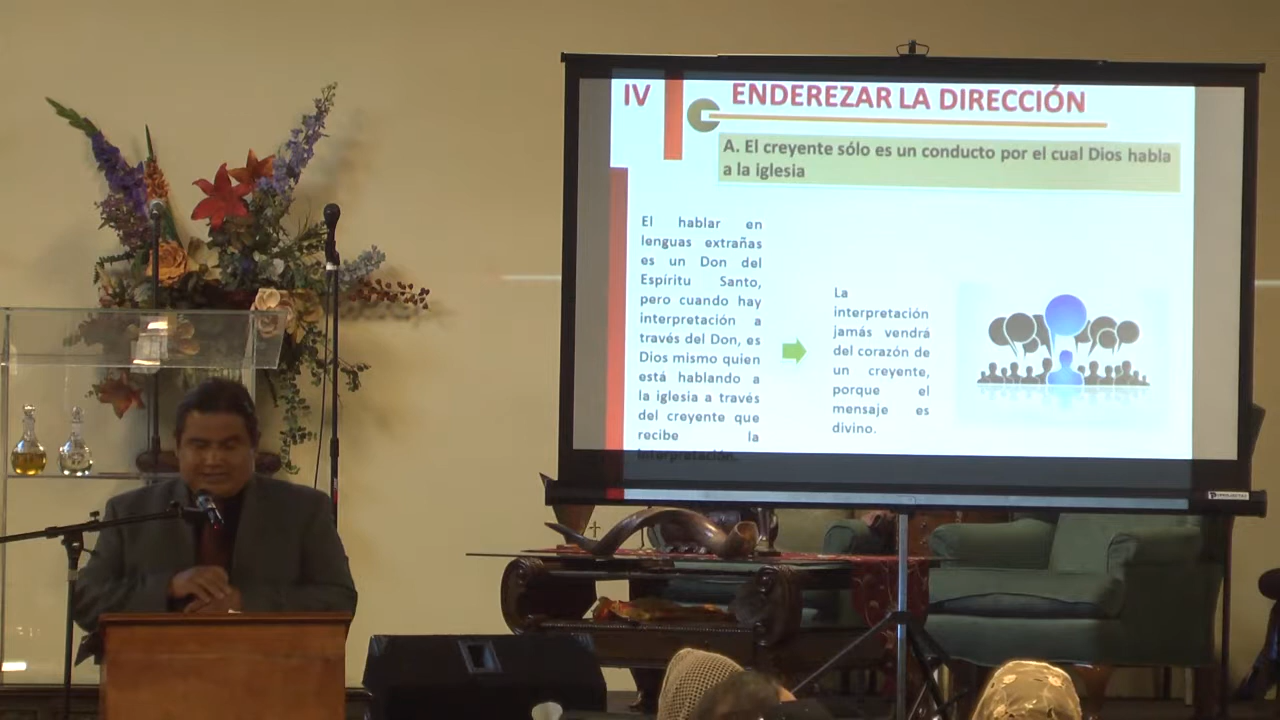 IV
ENDEREZAR LA DIRECCIÓN
A. El creyente sólo es un conducto por el cual Dios habla
a la iglesia
El hablar en
lenguas extrañas
es un Don del
Espíritu Santo,
pero cuando hay
interpretación a
través del Don, es
Dios mismo quien
está hablando a
la iglesia a través
del creyente que
recibe la
interpretación.
La
interpretación
jamás vendrá
del corazón de
un creyente,
porque el
mensaje es
divino.